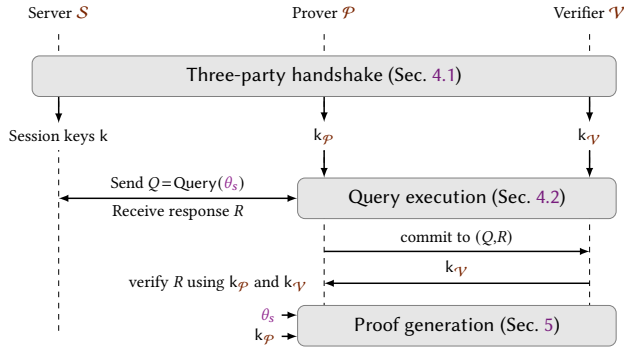 Server 𝒮 Prover 𝒫 Verifier 𝒱
Three-party handshake (Sec. 4.1)
Session keys k k𝒫 k𝒱
Send Q=Query(θs)
Receive response R
Query execution (Sec. 4.2)
commit to (Q,R)
k𝒱
verify R using k𝒫 and k𝒱
θs
k𝒫
Proof generation (Sec. 5)